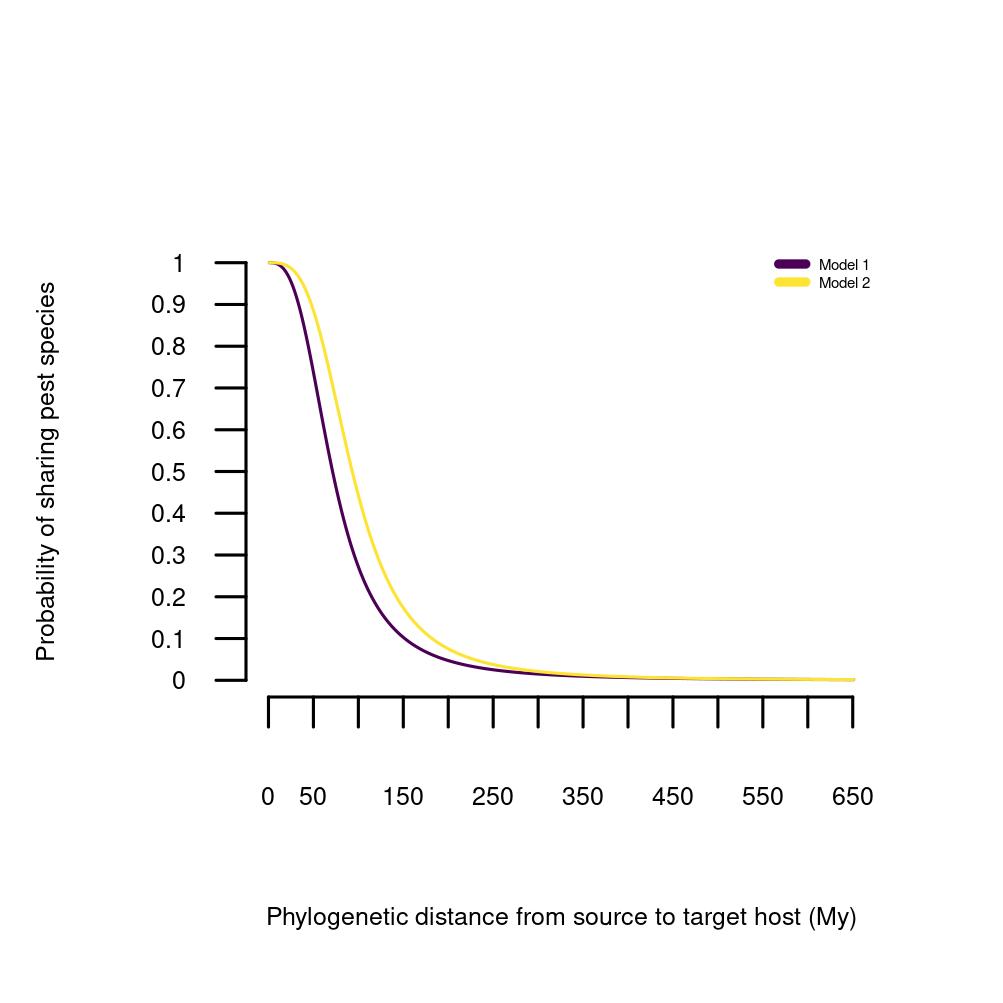 Probability of sharing pest species
1
0.9
0.8
0.7
0.6
0.5
0.4
0.3
0.2
0.1
0
Model 1
Model 2
0 50 150 250 350 450 550 650
Phylogenetic distance from source to target host (My)